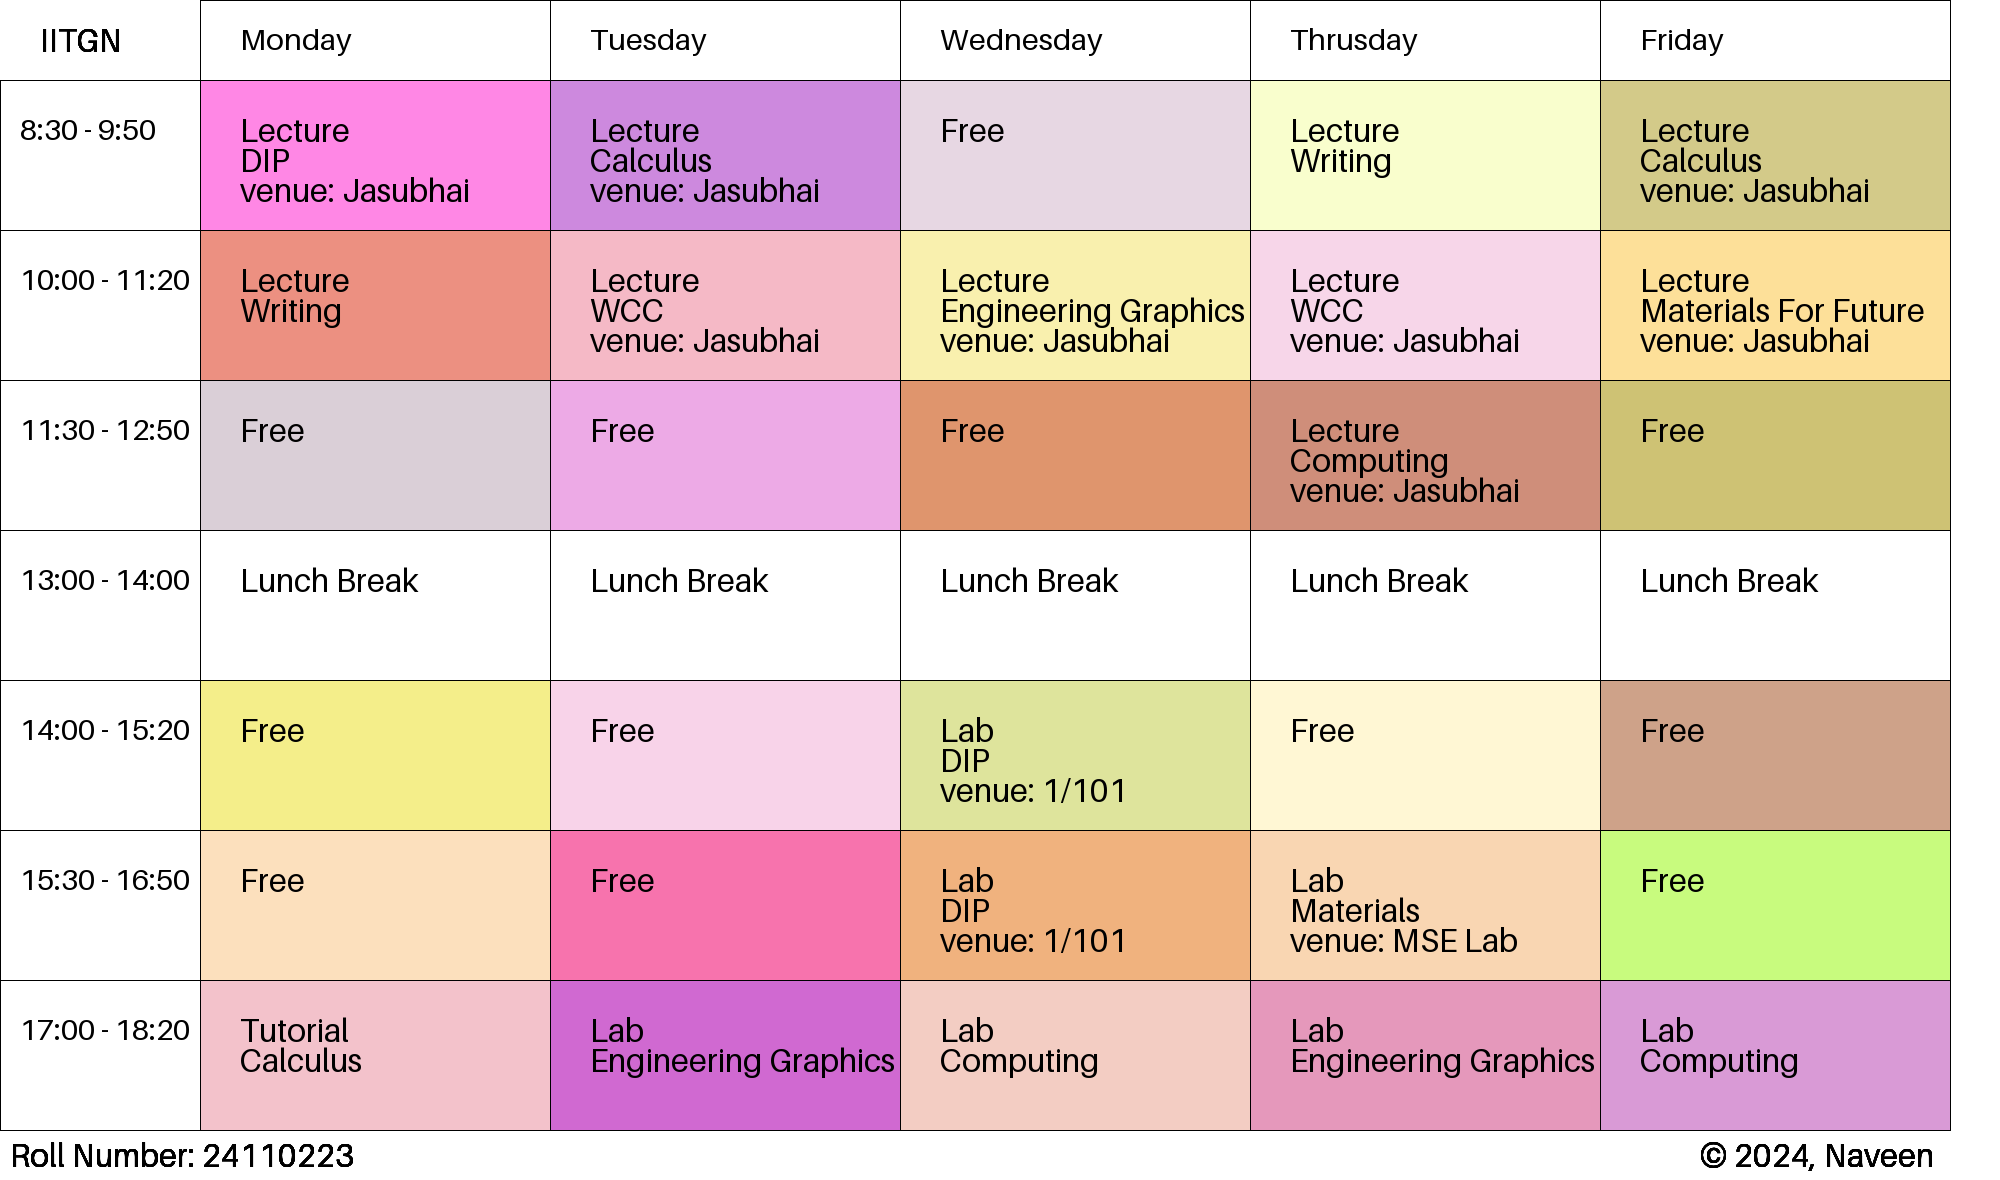 IITGN Monday Tuesday Wednesday Thrusday Friday
8:30 - 9:50
Lecture
DIP
venue: Jasubhai
Lecture
Calculus
venue: Jasubhai
Free
Lecture
Writing
Lecture
Calculus
venue: Jasubhai
10:00 - 11:20
Lecture
Writing
Lecture
WCC
venue: Jasubhai
Lecture
Engineering Graphics
venue: Jasubhai
Lecture
WCC
venue: Jasubhai
Lecture
Materials For Future
venue: Jasubhai
11:30 - 12:50
Free
Free
Free
Lecture
Computing
venue: Jasubhai
Free
13:00 - 14:00
Lunch Break
Lunch Break
Lunch Break
Lunch Break
Lunch Break
14:00 - 15:20
Free
Free
Lab
DIP
venue: 1/101
Free
Free
15:30 - 16:50
Free
Free
Lab
DIP
venue: 1/101
Lab
Materials
venue: MSE Lab
Free
17:00 - 18:20
Tutorial
Calculus
Lab
Engineering Graphics
Lab
Computing
Lab
Engineering Graphics
Lab
Computing
Roll Number: 24110223
© 2024, Naveen